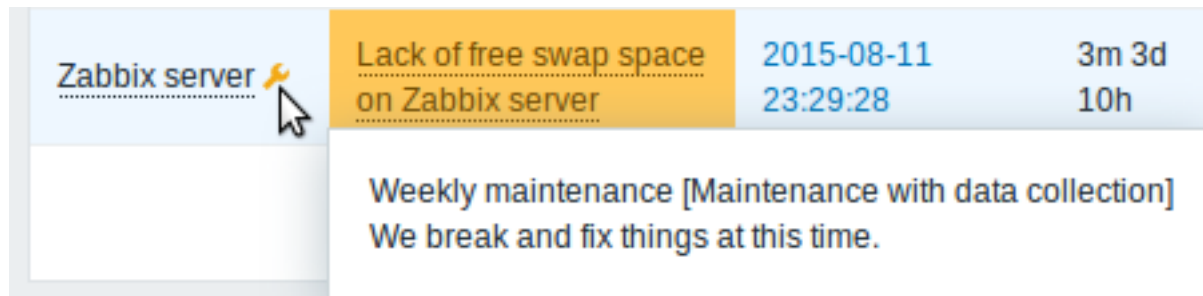 Zabbix server
Lack of free swap space
on Zabbix server
2015-08-11
23:29:28
3m 3d
10h
Weekly maintenance [Maintenance with data collection]
We break and fix things at this time.